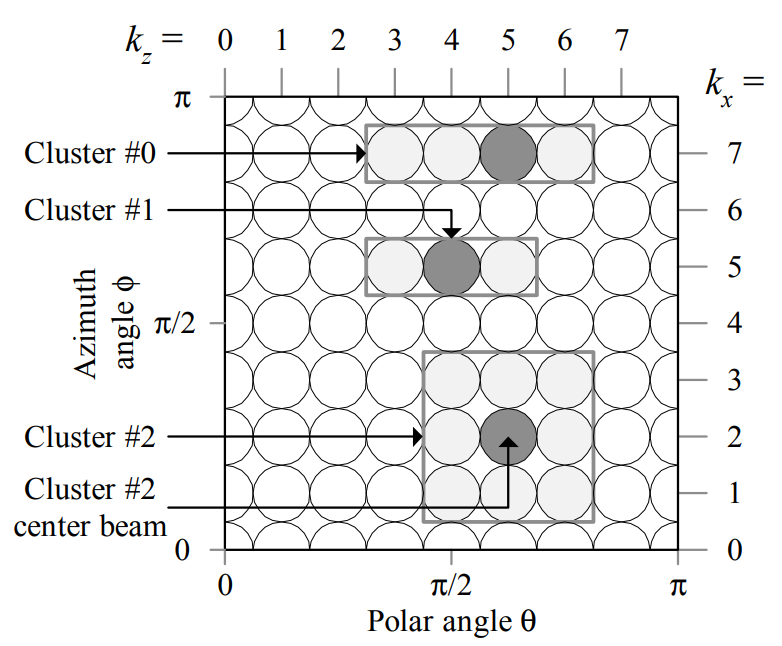 k_z = 0 1 2 3 4 5 6 7
k_x =
π
Cluster #0
7
Cluster #1
6
5
Azimuth
angle ϕ
π/2
4
3
Cluster #2
2
Cluster #2
center beam
1
0
0
0 π/2 π
Polar angle θ